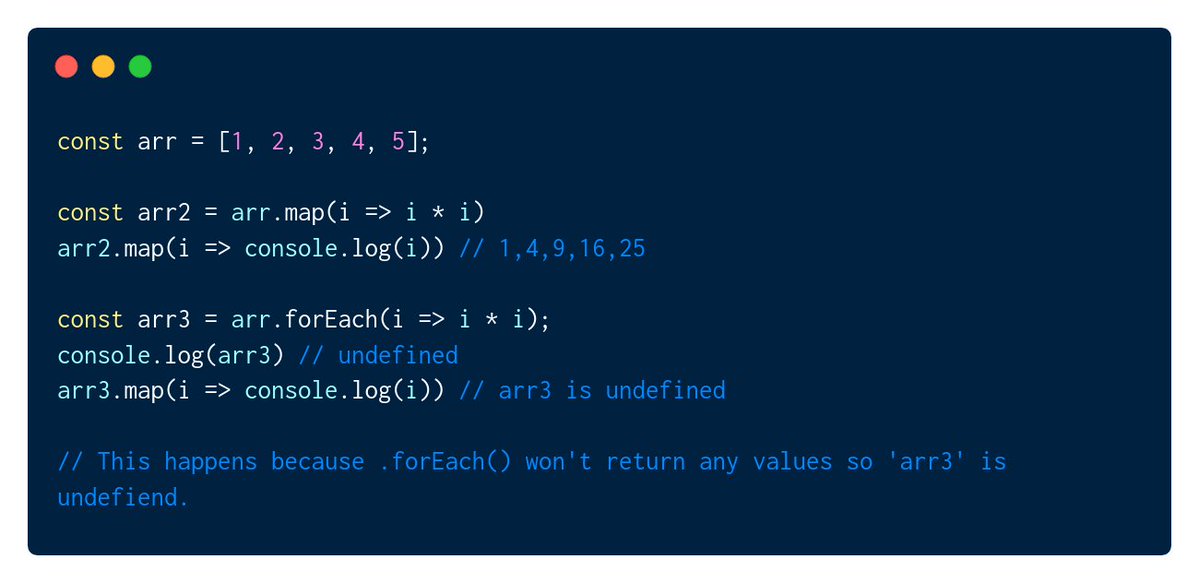 const arr = [1, 2, 3, 4, 5];
const arr2 = arr.map(i => i * i)
arr2.map(i => console.log(i)) // 1,4,9,16,25
const arr3 = arr.forEach(i => i * i);
console.log(arr3) // undefined
arr3.map(i => console.log(i)) // arr3 is undefined
// This happens because .forEach() won't return any values so 'arr3' is
undefiend.